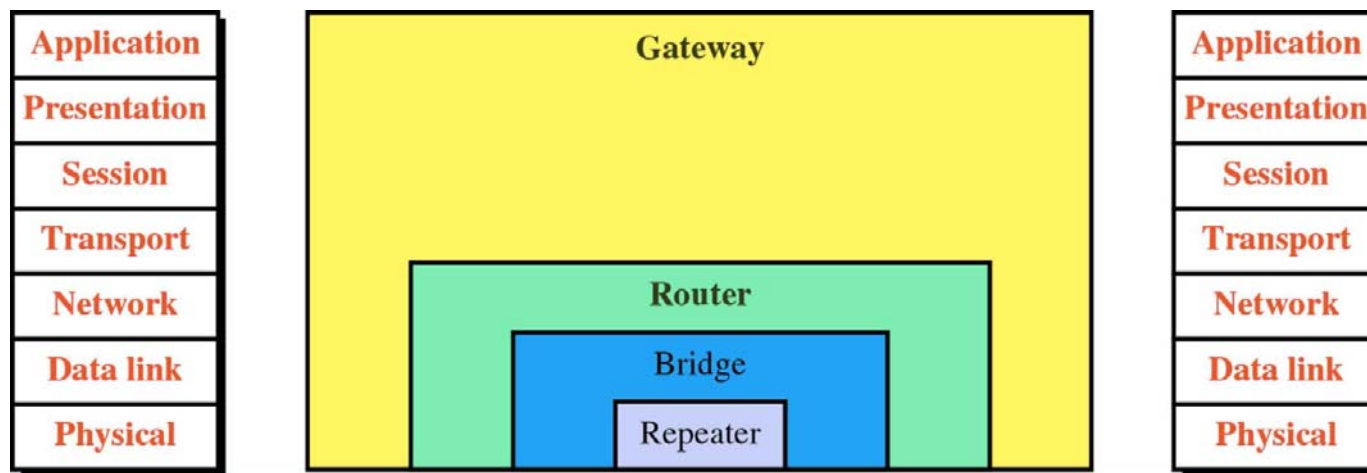 Application
Presentation
Session
Transport
Network
Data link
Physical
Gateway
Router
Bridge
Repeater
Application
Presentation
Session
Transport
Network
Data link
Physical